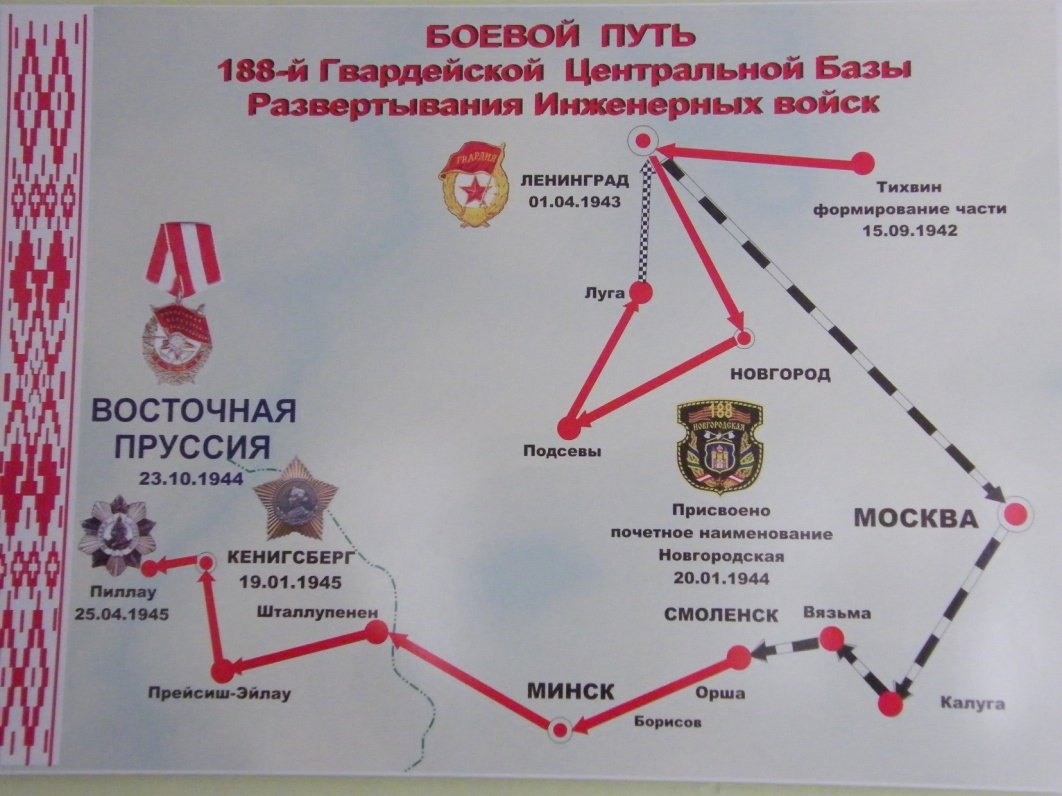 БОЕВОЙ ПУТЬ
188-й Гвардейской Центральной Базы
Развертывания Инженерных войск
ГВАРДИЯ
ЛЕНИНГРАД
01.04.1943
Тихвин
формирование части
15.09.1942
Луга
НОВГОРОД
ВОСТОЧНАЯ
ПРУССИЯ
23.10.1944
188
НОВГОРОДСКАЯ
Подсевы
Присвоено
почетное наименование
Новгородская
20.01.1944
МОСКВА
КЕНИГСБЕРГ
19.01.1945
Пиллау
25.04.1945
Шталлупенен
СМОЛЕНСК
Вязьма
Прейсиш-Эйлау
МИНСК
Орша
Борисов
Калуга